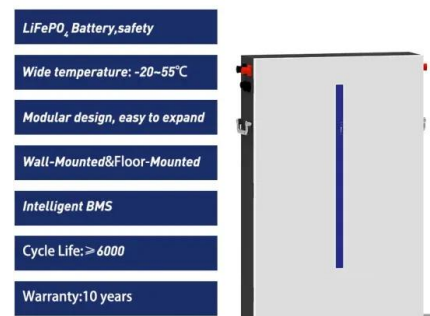 LiFePO₄ Battery,safety
Wide temperature: -20~55℃
Modular design, easy to expand
Wall-Mounted&Floor-Mounted
Intelligent BMS
Cycle Life:≥6000
Warranty:10 years